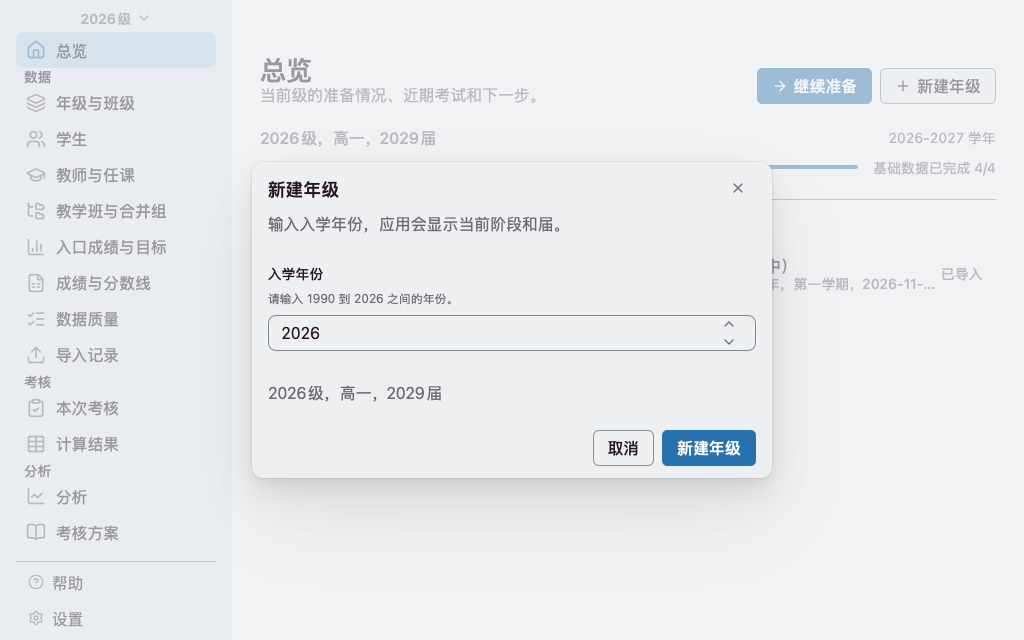 2026级
总览
数据
年级与班级
学生
教师与任课
教学班与合并组
入口成绩与目标
成绩与分数线
数据质量
导入记录
考核
本次考核
计算结果
分析
分析
考核方案
帮助
设置
总览
当前级的准备情况、近期考试和下一步。
继续准备
新建年级
2026级，高一，2029届
2026-2027 学年
基础数据已完成 4/4
中）
，第一学期，2026-11-...
已导入
新建年级
输入入学年份，应用会显示当前阶段和届。
入学年份
请输入 1990 到 2026 之间的年份。
2026
2026级，高一，2029届
取消
新建年级